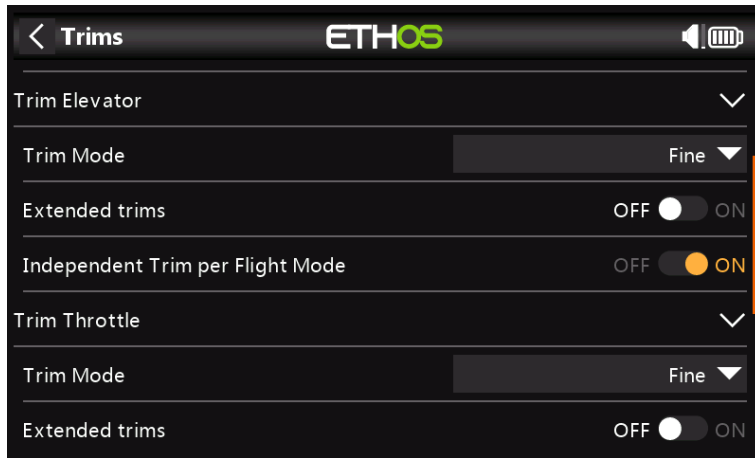 Trims ETHOS
Trim Elevator
Trim Mode Fine
Extended trims OFF ON
Independent Trim per Flight Mode OFF ON
Trim Throttle
Trim Mode Fine
Extended trims OFF ON